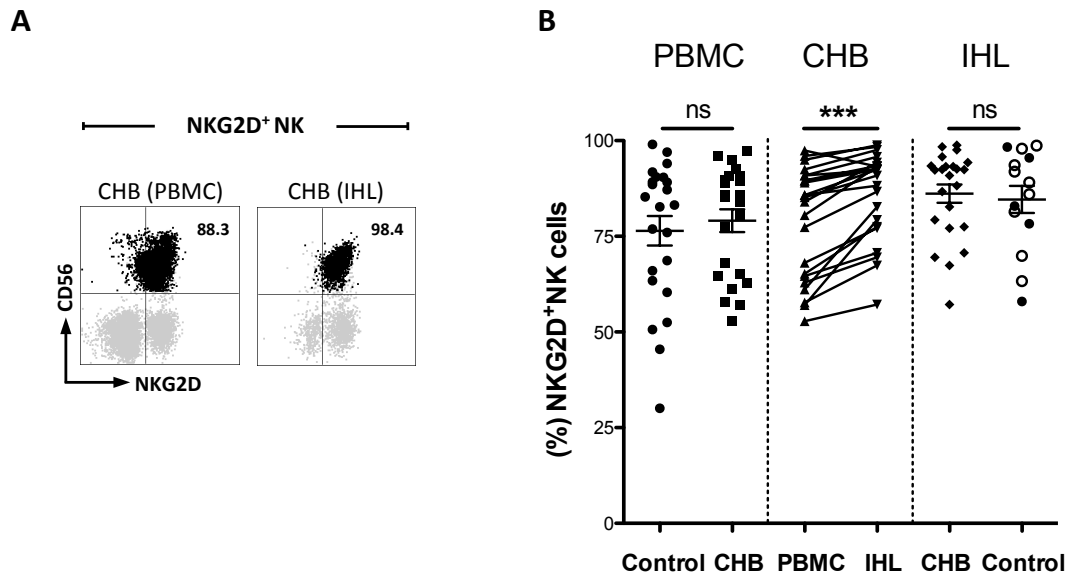 A
NKG2D⁺ NK
CHB (PBMC)
CHB (IHL)
88.3
98.4
CD56
NKG2D
B
PBMC
CHB
IHL
ns
***
ns
(%) NKG2D⁺NK cells
100
75
50
25
0
Control CHB PBMC IHL CHB Control